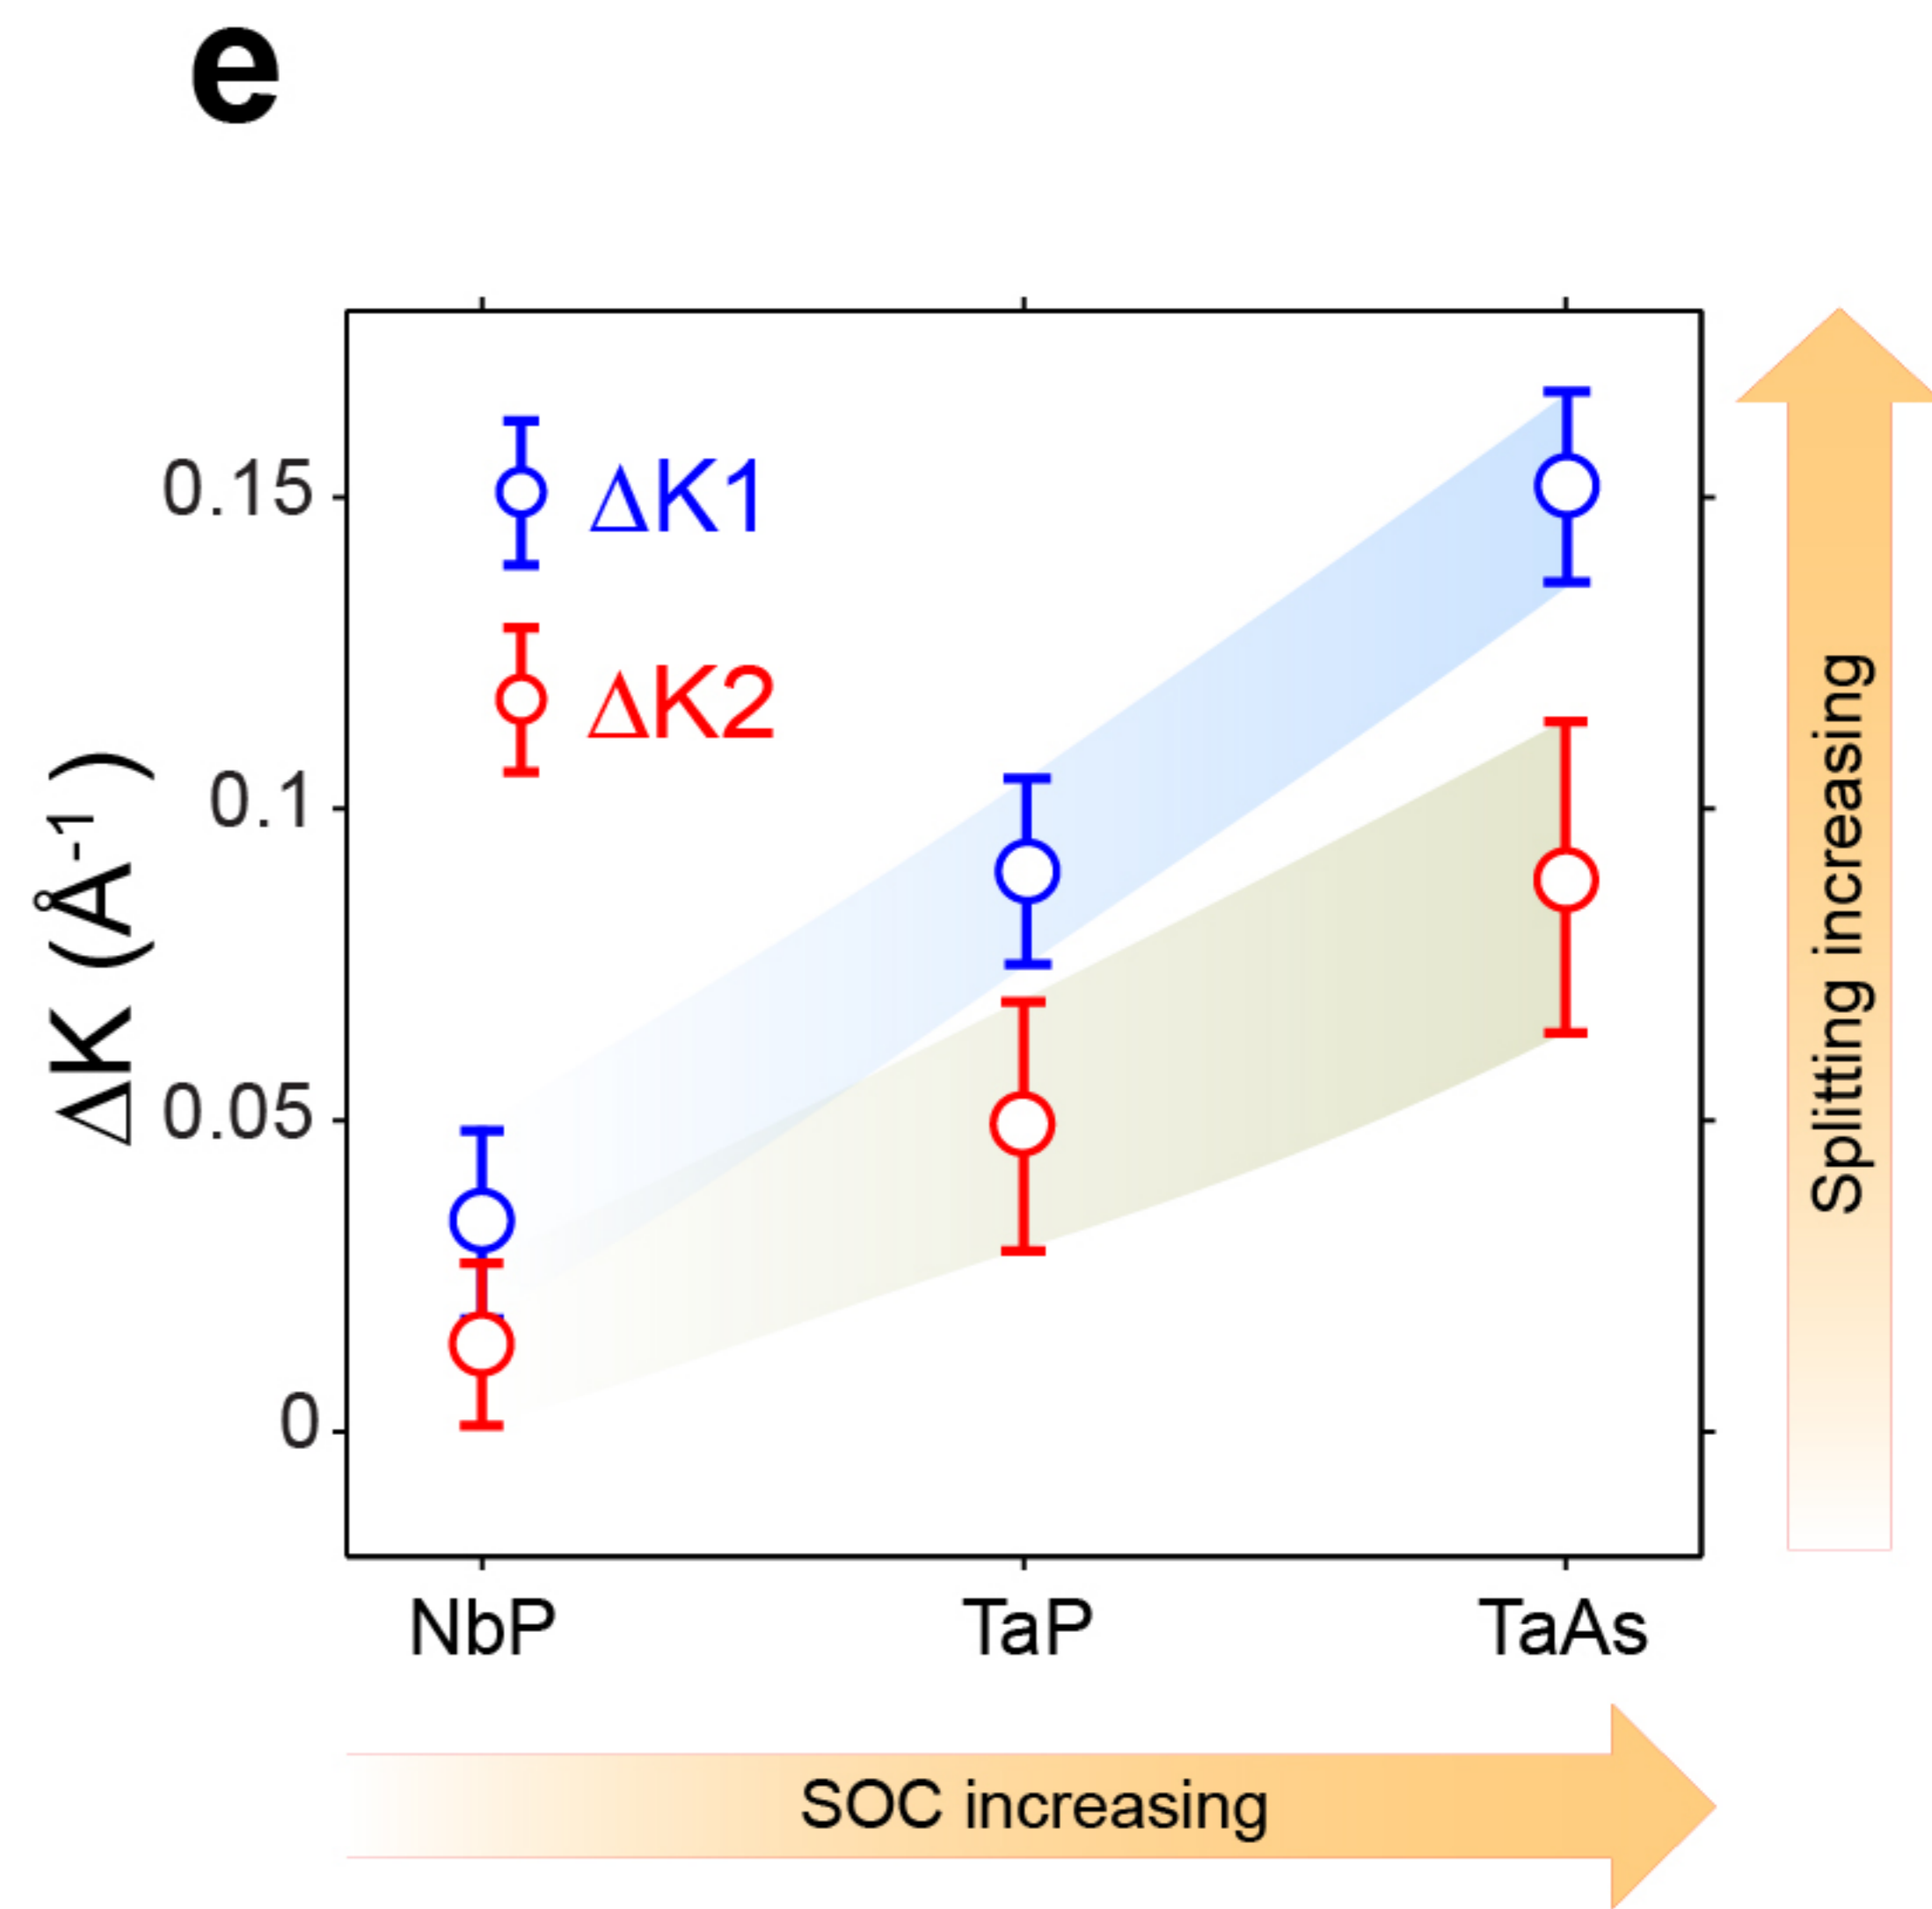 e
ΔK1
ΔK2
0.15
0.1
0.05
0
ΔK (Å⁻¹ )
NbP TaP TaAs
SOC increasing
Splitting increasing